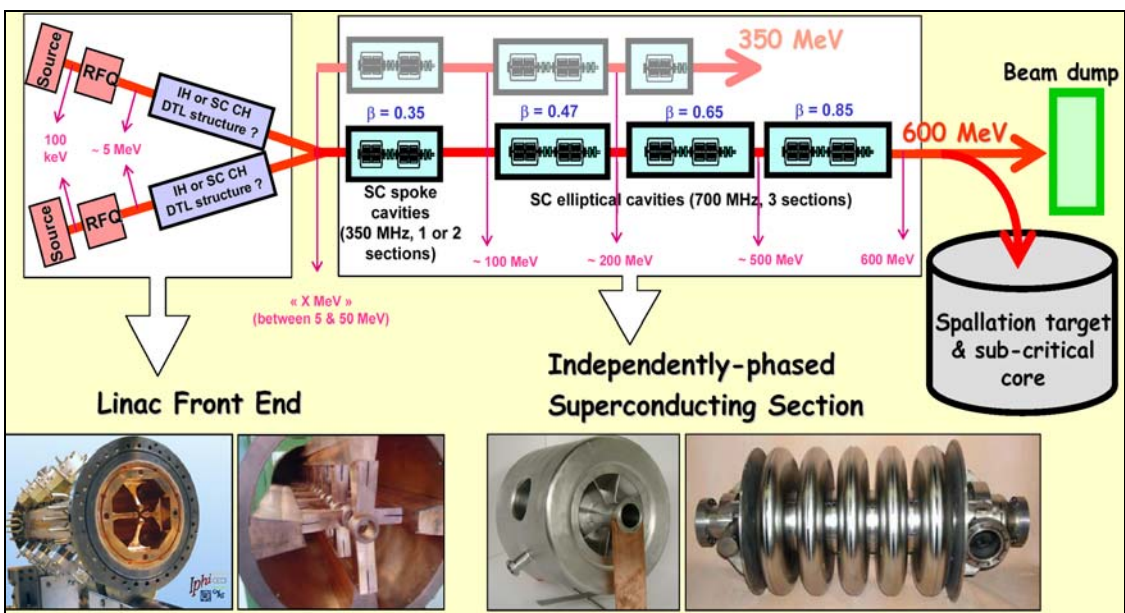 Source
RFQ
IH or SC CH
DTL structure ?
100
keV
~ 5 MeV
IH or SC CH
DTL structure ?
Source
RFQ
350 MeV
β = 0.35
β = 0.47
β = 0.65
β = 0.85
SC spoke
cavities
(350 MHz, 1 or 2
sections)
SC elliptical cavities (700 MHz, 3 sections)
~ 100 MeV
~ 200 MeV
~ 500 MeV
600 MeV
« X MeV »
(between 5 & 50 MeV)
600 MeV
Beam dump
Spallation target
& sub-critical
core
Linac Front End
Independently-phased
Superconducting Section
Iphi